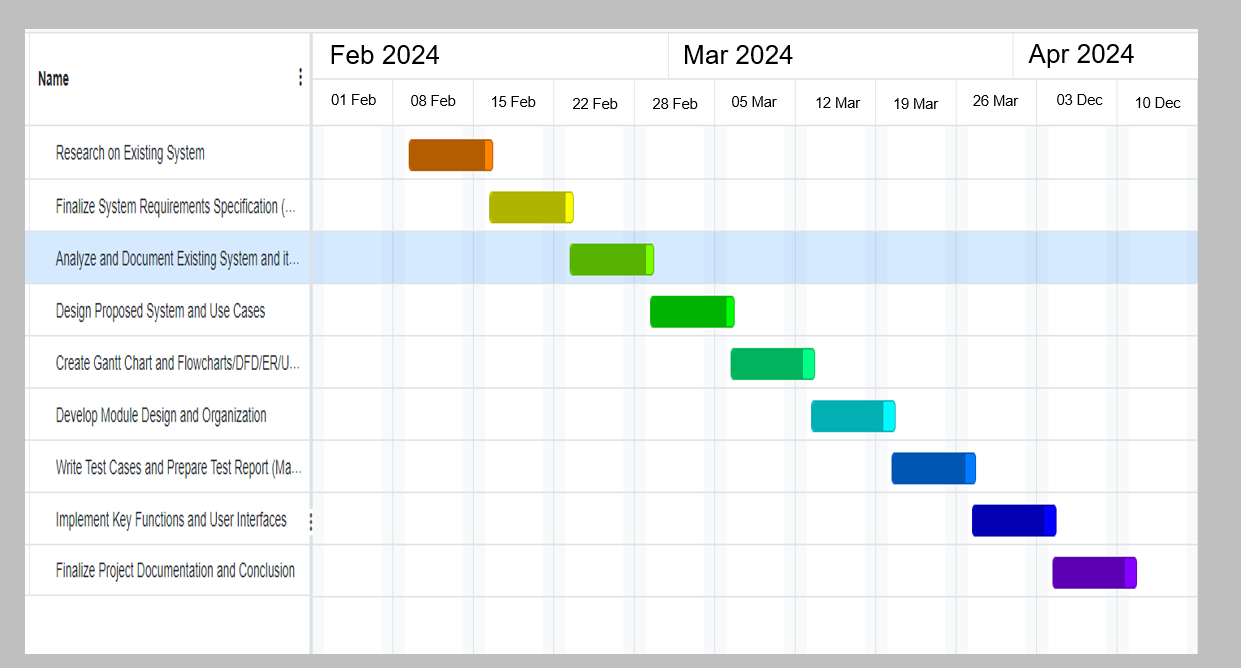 Name
Feb 2024
Mar 2024
Apr 2024
01 Feb
08 Feb
15 Feb
22 Feb
28 Feb
05 Mar
12 Mar
19 Mar
26 Mar
03 Dec
10 Dec
Research on Existing System
Finalize System Requirements Specification (...
Analyze and Document Existing System and it...
Design Proposed System and Use Cases
Create Gantt Chart and Flowcharts/DFD/ER/U...
Develop Module Design and Organization
Write Test Cases and Prepare Test Report (Ma...
Implement Key Functions and User Interfaces
Finalize Project Documentation and Conclusion